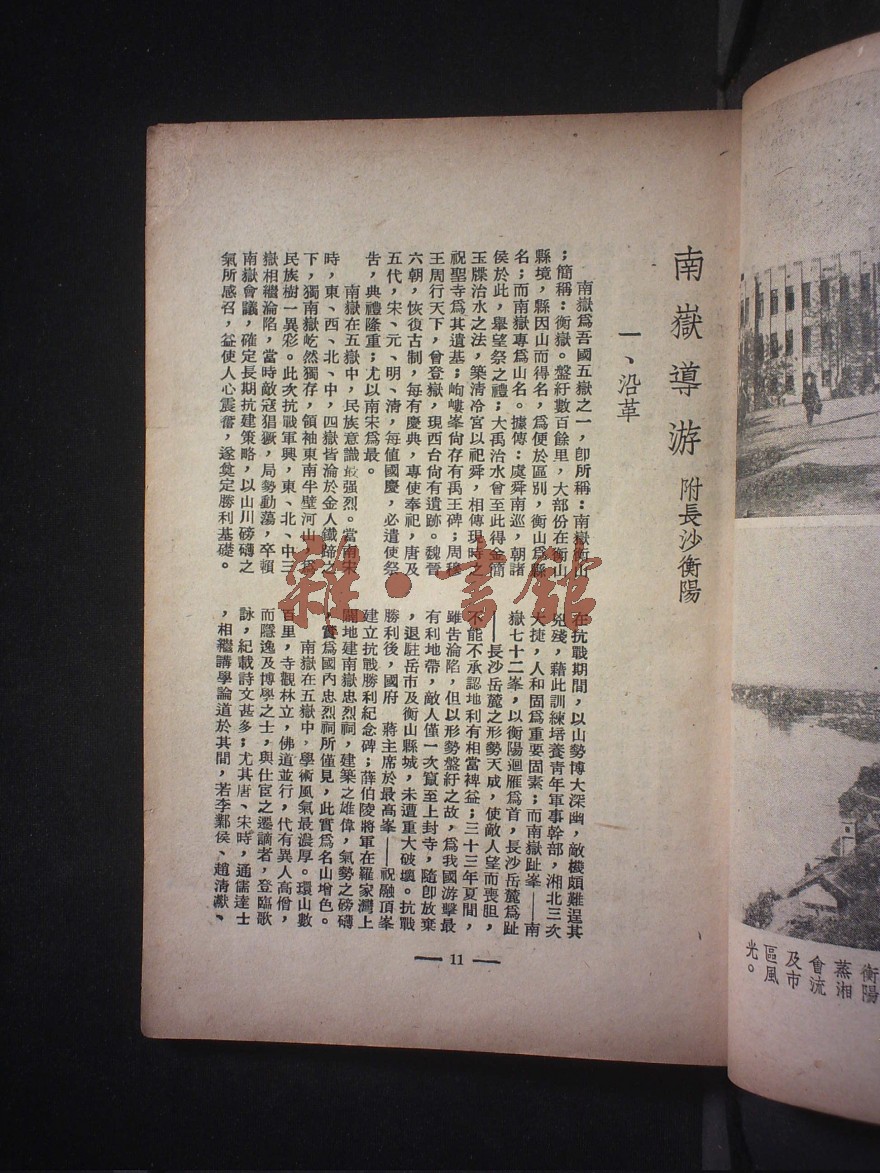 南嶽導游 附長沙衡陽
一、沿革
南嶽爲吾國五嶽之一，卽所稱：南嶽衡山
；簡稱：衡嶽。盤紆數百餘里，大部份在衡山
縣境，縣因山而得名，爲便於區別，衡山爲縣
名；而南嶽專爲山名。據傳：虞舜南巡，朝諸
侯於此，舉望祭之禮；大禹治水曾至此得金簡
玉牒治水之法，築清冷宮以祀舜，相傳現時之
祝聖寺爲其遺基；岣嶁峯尙存有禹王碑；周穆
王周行天下，曾登嶽，現西台尙有遺跡。魏晉
六朝，恢復古制，每有慶典，專使奉祀，唐及
五代，宋、元、明、清，每值國慶，必遣使祭
告，典禮隆重；尤以南宋爲最。
南嶽在五嶽中，民族意識最强烈。當南宋
時，東、西、北、中，四嶽皆淪於金人鐵蹄之
下，獨南嶽屹然獨存，領袖東南半壁河山，爲
民族樹一異彩。此次抗戰軍興，東、北、中三
嶽相繼淪陷，當時敵寇猖獗，局勢動蕩，卒賴
南嶽會議，確定長期抗建策略，以山川磅礴之
氣所感召，益使人心震奮，遂奠定勝利基礎。
在抗戰期間，以山勢博大深幽，敵機頗難逞其
兇殘，藉此訓練培養青年軍事幹部，湘北三次
大捷，人和固爲重要固素；而南嶽趾峯——南
嶽七十二峯，以衡陽迴雁爲首，長沙岳麓爲趾
——長沙岳麓之形勢天成，使敵人望而喪胆，
不能不承認地利有相當裨益；三十三年夏間，
雖吿淪陷，但以形勢盤紆之故，爲我國游擊最
有利地帶，敵人僅一次竄至上封寺，隨卽放棄
，退駐岳市及衡山縣城，未遭重大破壞。抗戰
勝利後，國府 蔣主席於最高峯——祝融頂峯
建立抗戰勝利紀念碑；薛伯陵將軍在羅家灣上
闢地建南嶽忠烈祠，建築之雄偉，氣勢之磅礴
，實爲國內忠烈祠所僅見，此實爲名山增色。
南嶽在五嶽中，學術風氣最濃厚。環山數
百里，寺觀林立，佛道並行，代有異人高僧，
而隱逸及博學之士，與仕宦之遷謫者，登臨歌
詠，紀載詩文甚多；尤其唐、宋時，通儒達士
，相繼講學論道於其間，若李鄴侯、趙清獻、
— 11 —
雜·書館
衡陽
蒸湘
會流
及市
區風
光。